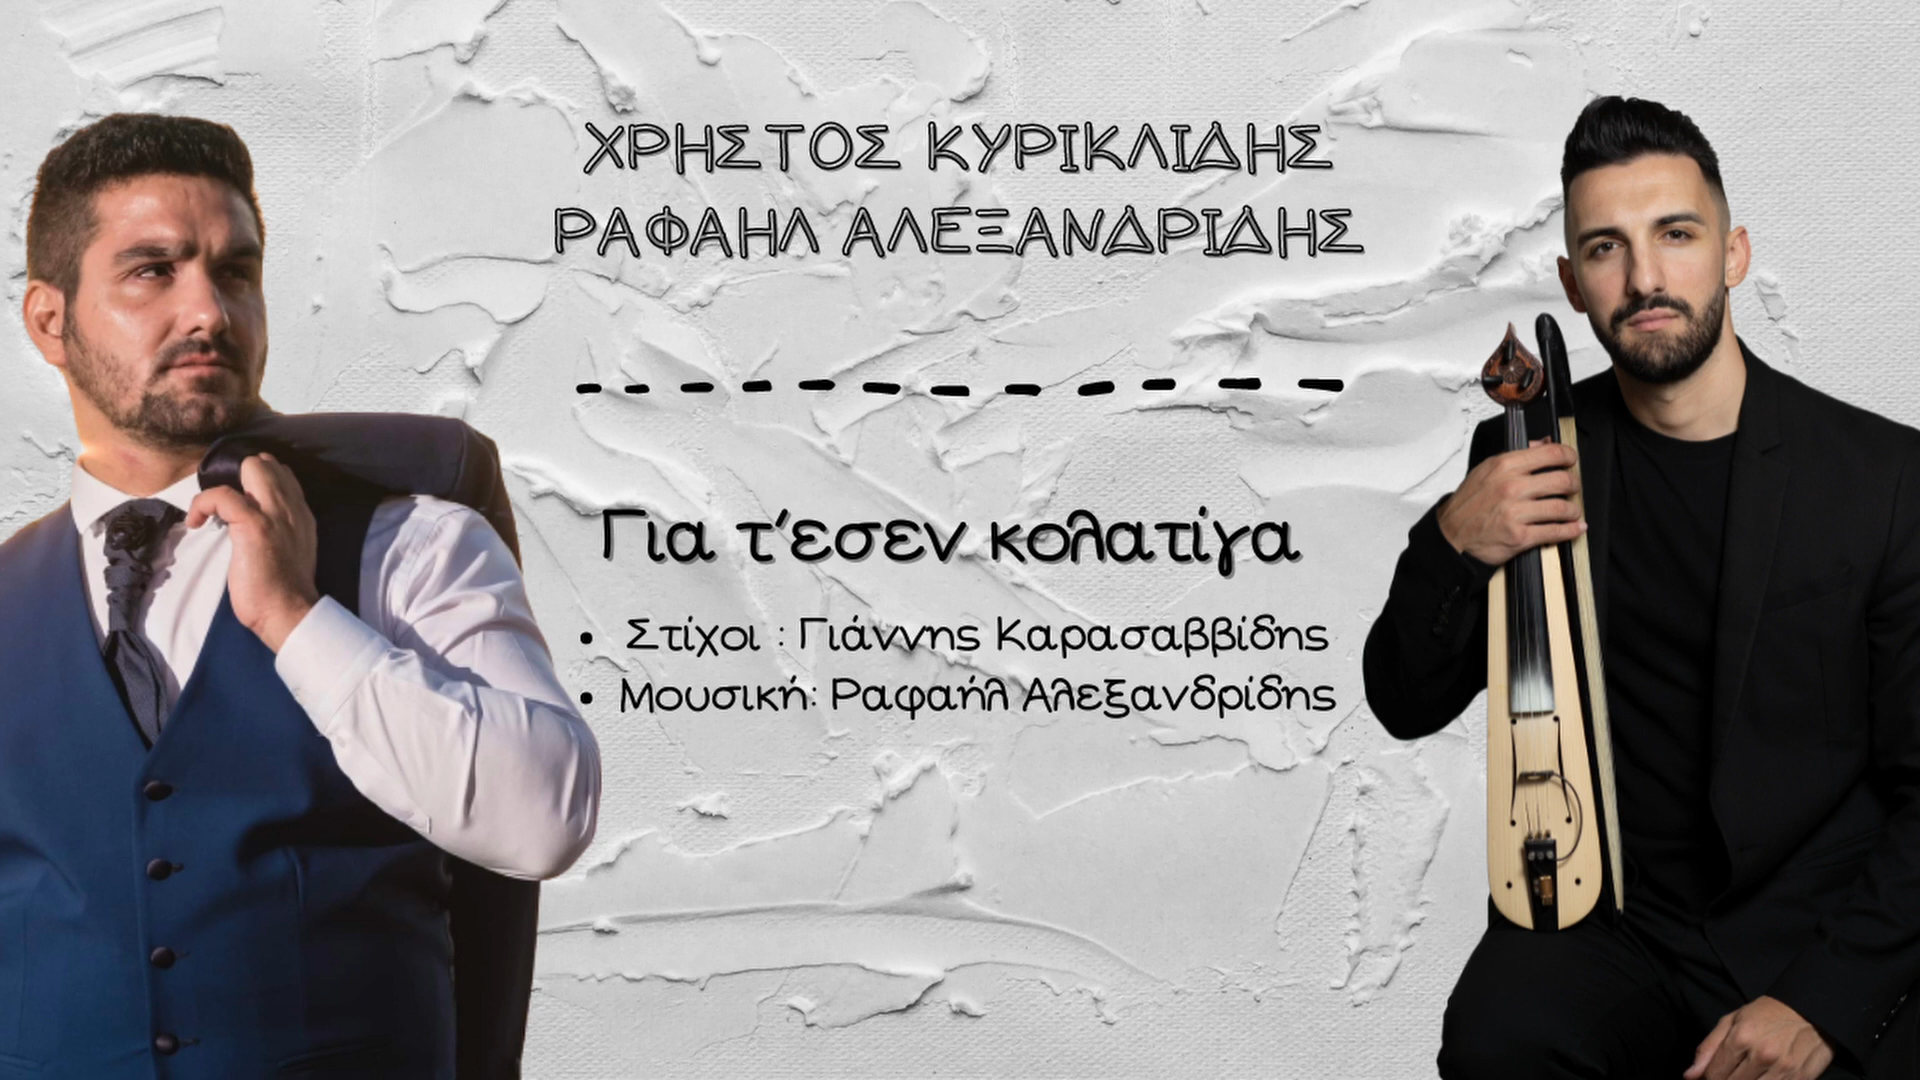 ΧΡΗΣΤΟΣ ΚΥΡΙΚΛΙΔΗΣ
ΡΑΦΑΗΛ ΑΛΕΞΑΝΔΡΙΔΗΣ
Για τ'εσεν κολατίγα
• Στίχοι : Γιάννης Καρασαββίδης
• Μουσική: Ραφαήλ Αλεξανδρίδης